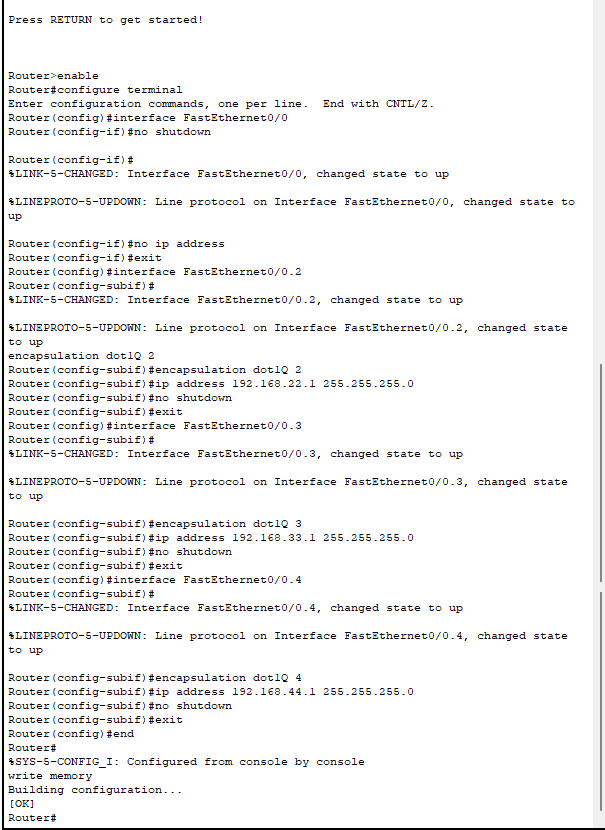 Press RETURN to get started!
Router>enable
Router#configure terminal
Enter configuration commands, one per line.  End with CNTL/Z.
Router(config)#interface FastEthernet0/0
Router(config-if)#no shutdown
Router(config-if)#
%LINK-5-CHANGED: Interface FastEthernet0/0, changed state to up
%LINEPROTO-5-UPDOWN: Line protocol on Interface FastEthernet0/0, changed state to
up
Router(config-if)#no ip address
Router(config-if)#exit
Router(config)#interface FastEthernet0/0.2
Router(config-subif)#
%LINK-5-CHANGED: Interface FastEthernet0/0.2, changed state to up
%LINEPROTO-5-UPDOWN: Line protocol on Interface FastEthernet0/0.2, changed state
to up
encapsulation dot1Q 2
Router(config-subif)#encapsulation dot1Q 2
Router(config-subif)#ip address 192.168.22.1 255.255.255.0
Router(config-subif)#no shutdown
Router(config-subif)#exit
Router(config)#interface FastEthernet0/0.3
Router(config-subif)#
%LINK-5-CHANGED: Interface FastEthernet0/0.3, changed state to up
%LINEPROTO-5-UPDOWN: Line protocol on Interface FastEthernet0/0.3, changed state
to up
Router(config-subif)#encapsulation dot1Q 3
Router(config-subif)#ip address 192.168.33.1 255.255.255.0
Router(config-subif)#no shutdown
Router(config-subif)#exit
Router(config)#interface FastEthernet0/0.4
Router(config-subif)#
%LINK-5-CHANGED: Interface FastEthernet0/0.4, changed state to up
%LINEPROTO-5-UPDOWN: Line protocol on Interface FastEthernet0/0.4, changed state
to up
Router(config-subif)#encapsulation dot1Q 4
Router(config-subif)#ip address 192.168.44.1 255.255.255.0
Router(config-subif)#no shutdown
Router(config-subif)#exit
Router(config)#end
Router#
%SYS-5-CONFIG_I: Configured from console by console
write memory
Building configuration...
[OK]
Router#